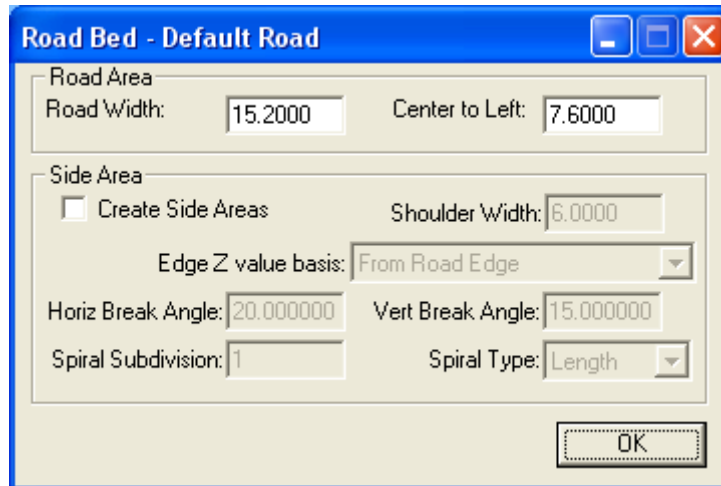 Road Bed - Default Road
Road Area
Road Width: 15.2000 Center to Left: 7.6000
Side Area
Create Side Areas Shoulder Width: 6.0000
Edge Z value basis: From Road Edge
Horiz Break Angle: 20.000000 Vert Break Angle: 15.000000
Spiral Subdivision: 1 Spiral Type: Length
OK